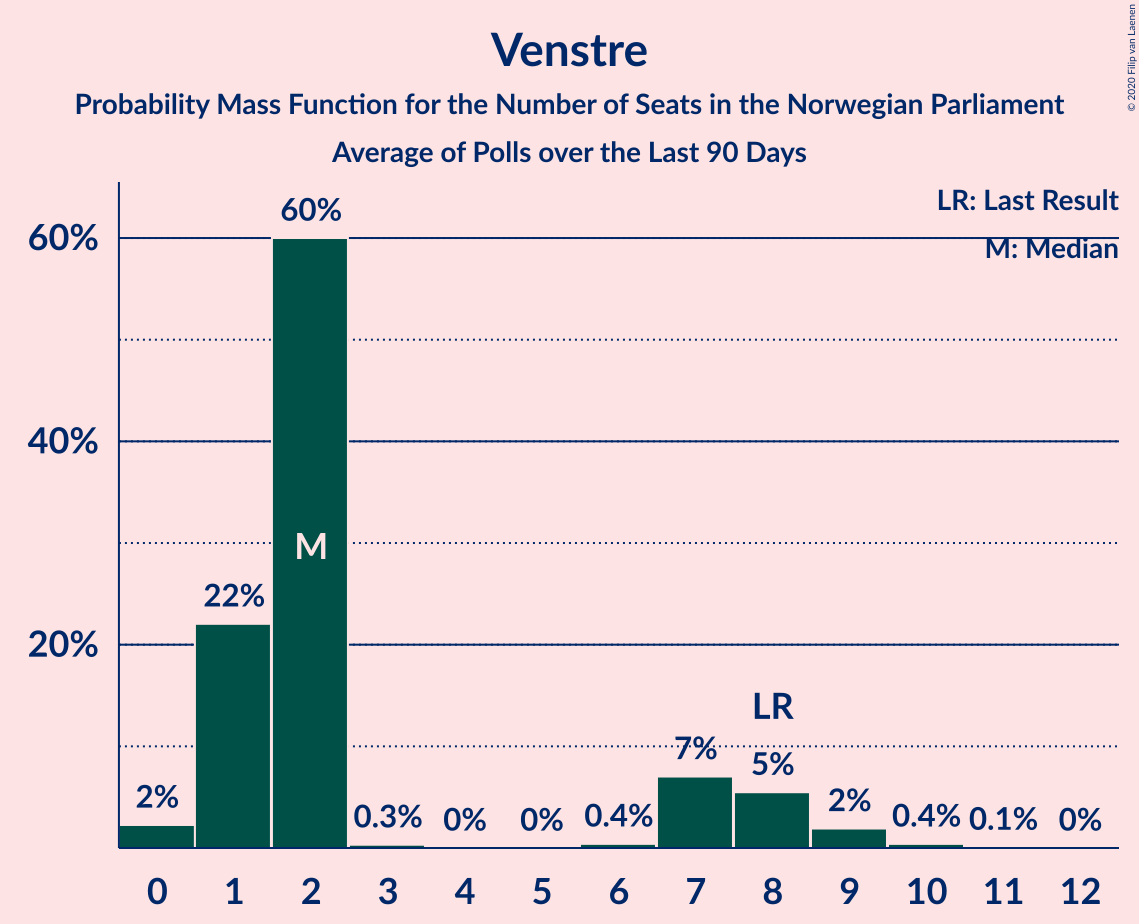 Venstre
Probability Mass Function for the Number of Seats in the Norwegian Parliament
Average of Polls over the Last 90 Days
© 2020 Filip van Laenen
LR: Last Result
M: Median
60%
40%
20%
2%
22%
60%
M
0.3%
0%
0%
0.4%
7%
LR
5%
2%
0.4%
0.1%
0%
0 1 2 3 4 5 6 7 8 9 10 11 12